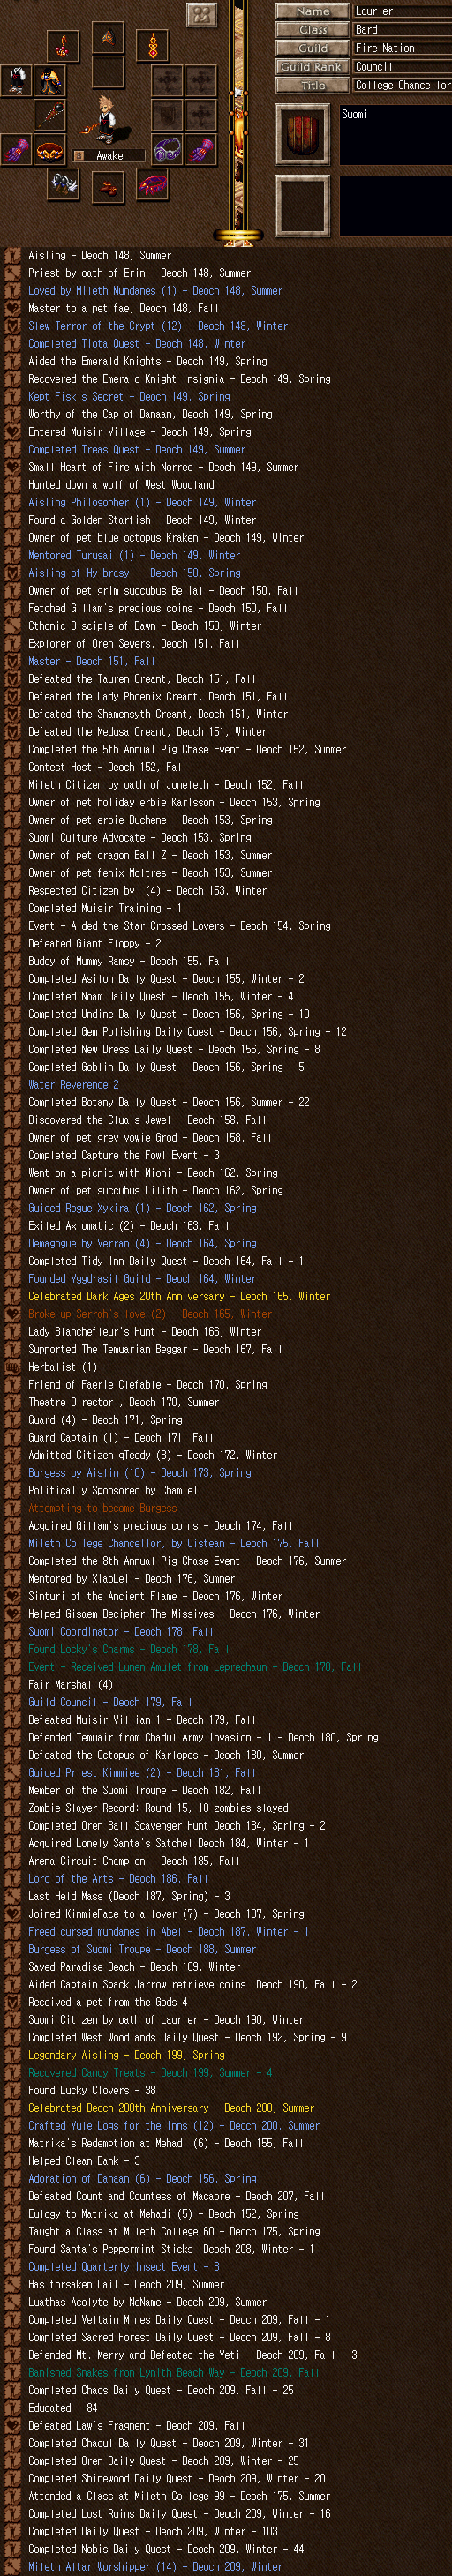 Name
Laurier
Class
Bard
Guild
Fire Nation
Guild Rank
Council
Title
College Chancellor
Suomi
Awake
Aisling - Deoch 148, Summer
Priest by oath of Erin - Deoch 148, Summer
Loved by Mileth Mundanes (1) - Deoch 148, Summer
Master to a pet fae, Deoch 148, Fall
Slew Terror of the Crypt (12) - Deoch 148, Winter
Completed Tiota Quest - Deoch 148, Winter
Aided the Emerald Knights - Deoch 149, Spring
Recovered the Emerald Knight Insignia - Deoch 149, Spring
Kept Fisk's Secret - Deoch 149, Spring
Worthy of the Cap of Danaan, Deoch 149, Spring
Entered Muisir Village - Deoch 149, Spring
Completed Treas Quest - Deoch 149, Summer
Small Heart of Fire with Norrec - Deoch 149, Summer
Hunted down a wolf of West Woodland
Aisling Philosopher (1) - Deoch 149, Winter
Found a Golden Starfish - Deoch 149, Winter
Owner of pet blue octopus Kraken - Deoch 149, Winter
Mentored Turusai (1) - Deoch 149, Winter
Aisling of Hy-brasyl - Deoch 150, Spring
Owner of pet grim succubus Belial - Deoch 150, Fall
Fetched Gillam's precious coins - Deoch 150, Fall
Cthonic Disciple of Dawn - Deoch 150, Winter
Explorer of Oren Sewers, Deoch 151, Fall
Master - Deoch 151, Fall
Defeated the Tauren Creant, Deoch 151, Fall
Defeated the Lady Phoenix Creant, Deoch 151, Fall
Defeated the Shamensyth Creant, Deoch 151, Winter
Defeated the Medusa Creant, Deoch 151, Winter
Completed the 5th Annual Pig Chase Event - Deoch 152, Summer
Contest Host - Deoch 152, Fall
Mileth Citizen by oath of Joneleth - Deoch 152, Fall
Owner of pet holiday erbie Karlsson - Deoch 153, Spring
Owner of pet erbie Duchene - Deoch 153, Spring
Suomi Culture Advocate - Deoch 153, Spring
Owner of pet dragon Ball Z - Deoch 153, Summer
Owner of pet fenix Moltres - Deoch 153, Summer
Respected Citizen by  (4) - Deoch 153, Winter
Completed Muisir Training - 1
Event - Aided the Star Crossed Lovers - Deoch 154, Spring
Defeated Giant Floppy - 2
Buddy of Mummy Ramsy - Deoch 155, Fall
Completed Asilon Daily Quest - Deoch 155, Winter - 2
Completed Noam Daily Quest - Deoch 155, Winter - 4
Completed Undine Daily Quest - Deoch 156, Spring - 10
Completed Gem Polishing Daily Quest - Deoch 156, Spring - 12
Completed New Dress Daily Quest - Deoch 156, Spring - 8
Completed Goblin Daily Quest - Deoch 156, Spring - 5
Water Reverence 2
Completed Botany Daily Quest - Deoch 156, Summer - 22
Discovered the Cluais Jewel - Deoch 158, Fall
Owner of pet grey yowie Grod - Deoch 158, Fall
Completed Capture the Fowl Event - 3
Went on a picnic with Mioni - Deoch 162, Spring
Owner of pet succubus Lilith - Deoch 162, Spring
Guided Rogue Xykira (1) - Deoch 162, Spring
Exiled Axiomatic (2) - Deoch 163, Fall
Demagogue by Verran (4) - Deoch 164, Spring
Completed Tidy Inn Daily Quest - Deoch 164, Fall - 1
Founded Yggdrasil Guild - Deoch 164, Winter
Celebrated Dark Ages 20th Anniversary - Deoch 165, Winter
Broke up Serrah's love (2) - Deoch 165, Winter
Lady Blanchefleur's Hunt - Deoch 166, Winter
Supported The Temuarian Beggar - Deoch 167, Fall
Herbalist (1)
Friend of Faerie Clefable - Deoch 170, Spring
Theatre Director , Deoch 170, Summer
Guard (4) - Deoch 171, Spring
Guard Captain (1) - Deoch 171, Fall
Admitted Citizen qTeddy (8) - Deoch 172, Winter
Burgess by Aislin (10) - Deoch 173, Spring
Politically Sponsored by Chamiel
Attempting to become Burgess
Acquired Gillam's precious coins - Deoch 174, Fall
Mileth College Chancellor, by Uistean - Deoch 175, Fall
Completed the 8th Annual Pig Chase Event - Deoch 176, Summer
Mentored by XiaoLei - Deoch 176, Summer
Sinturi of the Ancient Flame - Deoch 176, Winter
Helped Gisaem Decipher The Missives - Deoch 176, Winter
Suomi Coordinator - Deoch 178, Fall
Found Locky's Charms - Deoch 178, Fall
Event - Received Lumen Amulet from Leprechaun - Deoch 178, Fall
Fair Marshal (4)
Guild Council - Deoch 179, Fall
Defeated Muisir Villian 1 - Deoch 179, Fall
Defended Temuair from Chadul Army Invasion - 1 - Deoch 180, Spring
Defeated the Octopus of Karlopos - Deoch 180, Summer
Guided Priest Kimmiee (2) - Deoch 181, Fall
Member of the Suomi Troupe - Deoch 182, Fall
Zombie Slayer Record: Round 15, 10 zombies slayed
Completed Oren Ball Scavenger Hunt Deoch 184, Spring - 2
Acquired Lonely Santa's Satchel Deoch 184, Winter - 1
Arena Circuit Champion - Deoch 185, Fall
Lord of the Arts - Deoch 186, Fall
Last Held Mass (Deoch 187, Spring) - 3
Joined KimmieFace to a lover (7) - Deoch 187, Spring
Freed cursed mundanes in Abel - Deoch 187, Winter - 1
Burgess of Suomi Troupe - Deoch 188, Summer
Saved Paradise Beach - Deoch 189, Winter
Aided Captain Spack Jarrow retrieve coins  Deoch 190, Fall - 2
Received a pet from the Gods 4
Suomi Citizen by oath of Laurier - Deoch 190, Winter
Completed West Woodlands Daily Quest - Deoch 192, Spring - 9
Legendary Aisling - Deoch 199, Spring
Recovered Candy Treats - Deoch 199, Summer - 4
Found Lucky Clovers - 38
Celebrated Deoch 200th Anniversary - Deoch 200, Summer
Crafted Yule Logs for the Inns (12) - Deoch 200, Summer
Matrika's Redemption at Mehadi (6) - Deoch 155, Fall
Helped Clean Bank - 3
Adoration of Danaan (6) - Deoch 156, Spring
Defeated Count and Countess of Macabre - Deoch 207, Fall
Eulogy to Matrika at Mehadi (5) - Deoch 152, Spring
Taught a Class at Mileth College 60 - Deoch 175, Spring
Found Santa's Peppermint Sticks  Deoch 208, Winter - 1
Completed Quarterly Insect Event - 8
Has forsaken Cail - Deoch 209, Summer
Luathas Acolyte by NoName - Deoch 209, Summer
Completed Veltain Mines Daily Quest - Deoch 209, Fall - 1
Completed Sacred Forest Daily Quest - Deoch 209, Fall - 8
Defended Mt. Merry and Defeated the Yeti - Deoch 209, Fall - 3
Banished Snakes from Lynith Beach Way - Deoch 209, Fall
Completed Chaos Daily Quest - Deoch 209, Fall - 25
Educated - 84
Defeated Law's Fragment - Deoch 209, Fall
Completed Chadul Daily Quest - Deoch 209, Winter - 31
Completed Oren Daily Quest - Deoch 209, Winter - 25
Completed Shinewood Daily Quest - Deoch 209, Winter - 20
Attended a Class at Mileth College 99 - Deoch 175, Summer
Completed Lost Ruins Daily Quest - Deoch 209, Winter - 16
Completed Daily Quest - Deoch 209, Winter - 103
Completed Nobis Daily Quest - Deoch 209, Winter - 44
Mileth Altar Worshipper (14) - Deoch 209, Winter